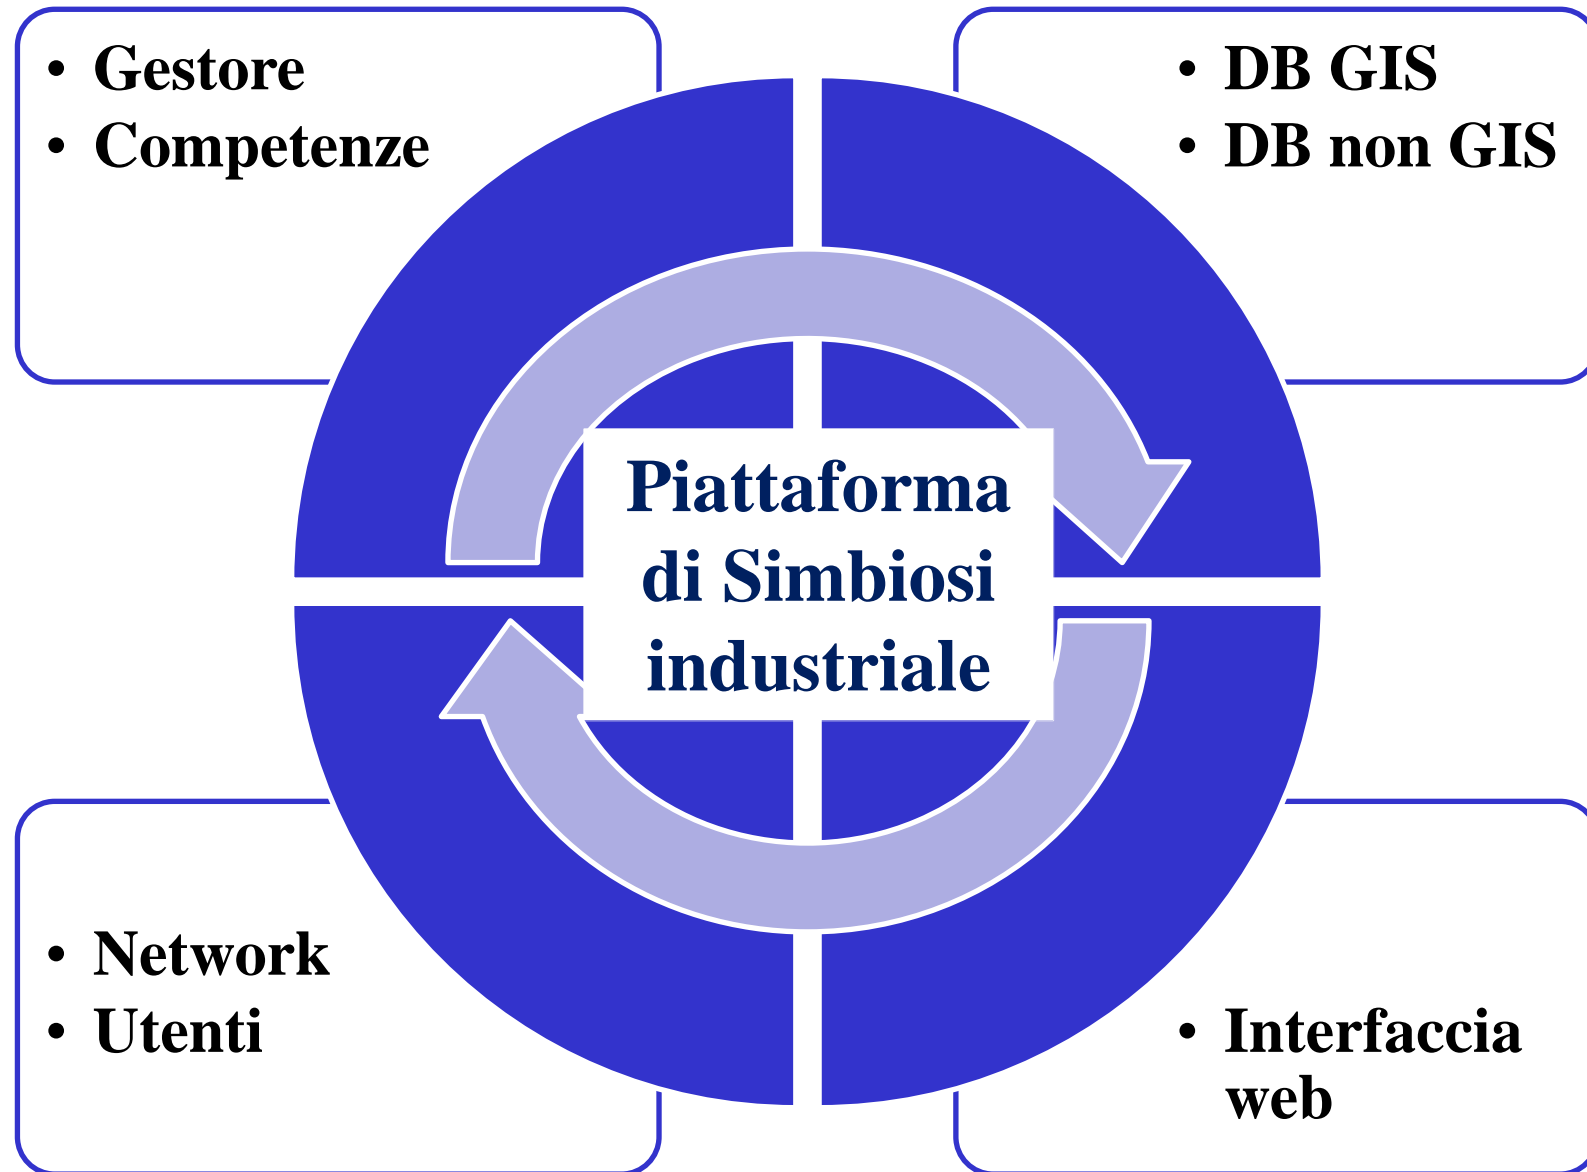 • Gestore
• Competenze
• DB GIS
• DB non GIS
Piattaforma
di Simbiosi
industriale
• Network
• Utenti
• Interfaccia
web